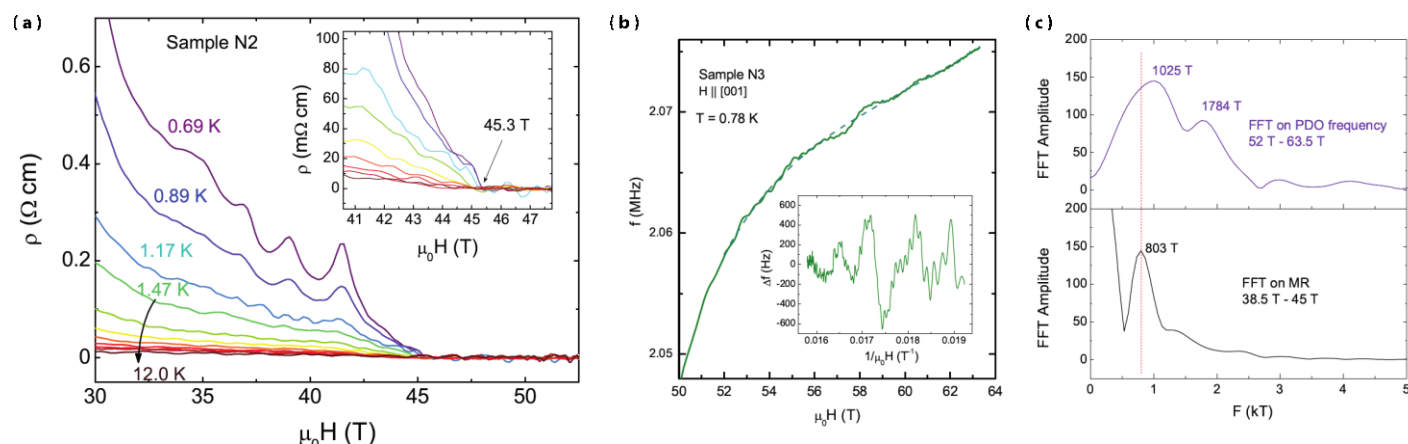 (a)
Sample N2
0.6
0.4
0.2
0
ρ (Ω cm)
0.69 K
0.89 K
1.17 K
1.47 K
12.0 K
30
35
40
45
50
μ₀H (T)
100
80
60
40
20
0
ρ (mΩ cm)
45.3 T
41 42 43 44 45 46 47
μ₀H (T)
(b)
Sample N3
H || [001]
T = 0.78 K
2.07
2.06
2.05
f (MHz)
50 52 54 56 58 60 62 64
μ₀H (T)
600
400
200
0
-200
-400
-600
Δf (Hz)
0.016 0.017 0.018 0.019
1/μ₀H (T⁻¹)
(c)
200
150
100
50
0
FFT Amplitude
1025 T
1784 T
FFT on PDO frequency
52 T - 63.5 T
200
150
100
50
0
FFT Amplitude
803 T
FFT on MR
38.5 T - 45 T
0 1 2 3 4 5
F (kT)